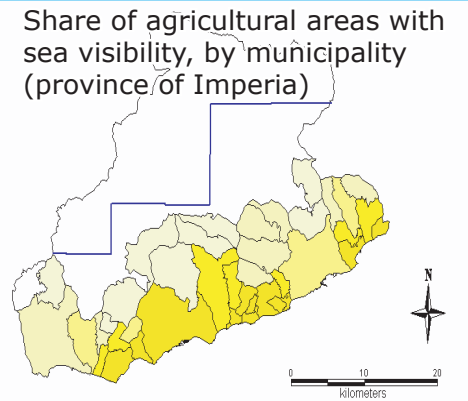 Share of agricultural areas with
sea visibility, by municipality
(province of Imperia)
N
0 10 20
kilometers